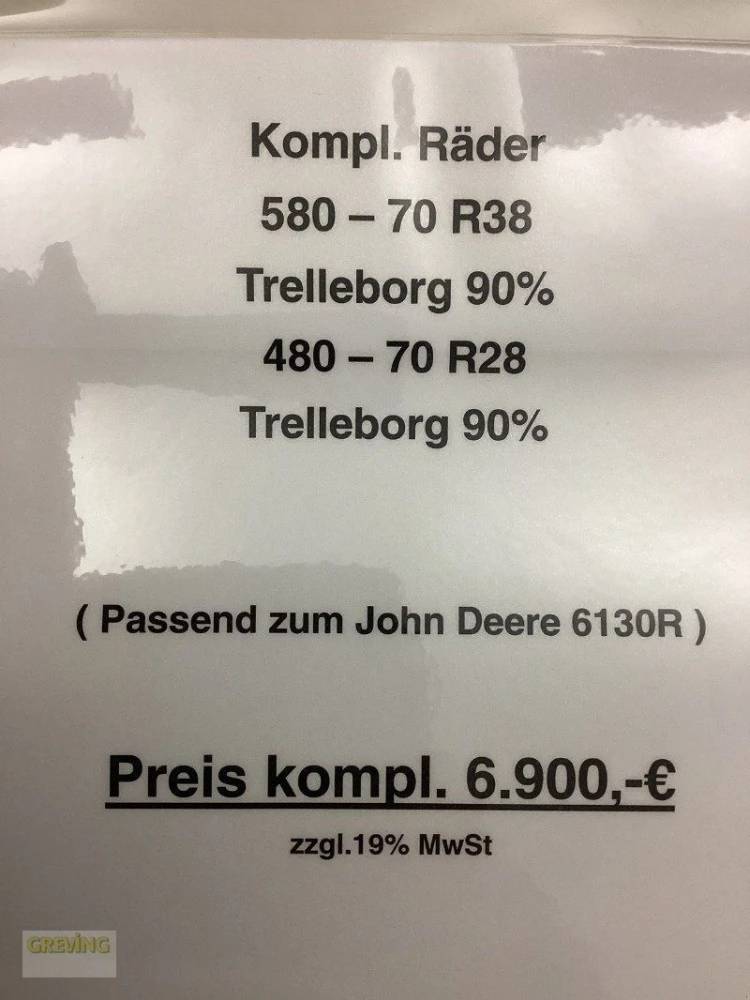 Kompl. Räder
580 – 70 R38
Trelleborg 90%
480 – 70 R28
Trelleborg 90%
( Passend zum John Deere 6130R )
Preis kompl. 6.900,-€
zzgl.19% MwSt
GREVING